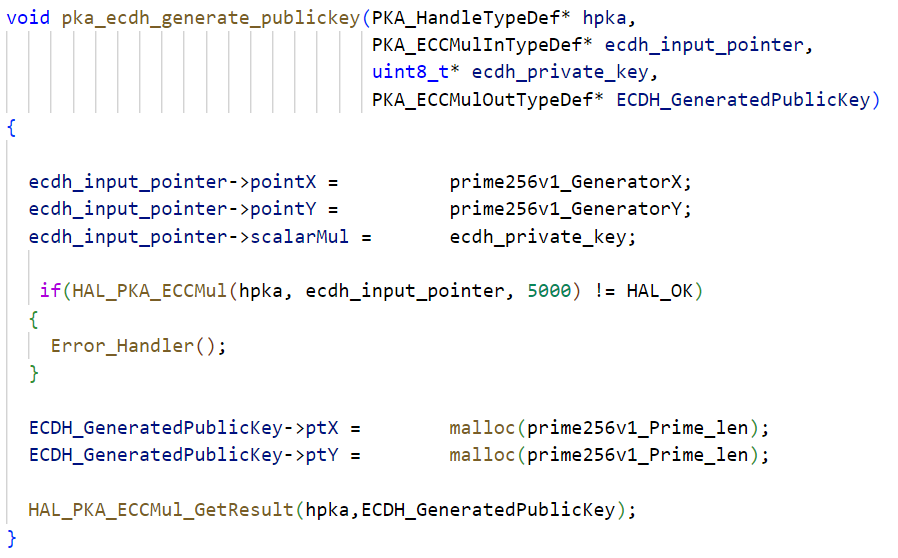 void pka_ecdh_generate_publickey(PKA_HandleTypeDef* hpka,
                                 PKA_ECCMulInTypeDef* ecdh_input_pointer,
                                 uint8_t* ecdh_private_key,
                                 PKA_ECCMulOutTypeDef* ECDH_GeneratedPublicKey)
{
  ecdh_input_pointer->pointX =          prime256v1_GeneratorX;
  ecdh_input_pointer->pointY =          prime256v1_GeneratorY;
  ecdh_input_pointer->scalarMul =       ecdh_private_key;
   if(HAL_PKA_ECCMul(hpka, ecdh_input_pointer, 5000) != HAL_OK)
  {
    Error_Handler();
  }
  ECDH_GeneratedPublicKey->ptX =        malloc(prime256v1_Prime_len);
  ECDH_GeneratedPublicKey->ptY =        malloc(prime256v1_Prime_len);
  HAL_PKA_ECCMul_GetResult(hpka,ECDH_GeneratedPublicKey);
}